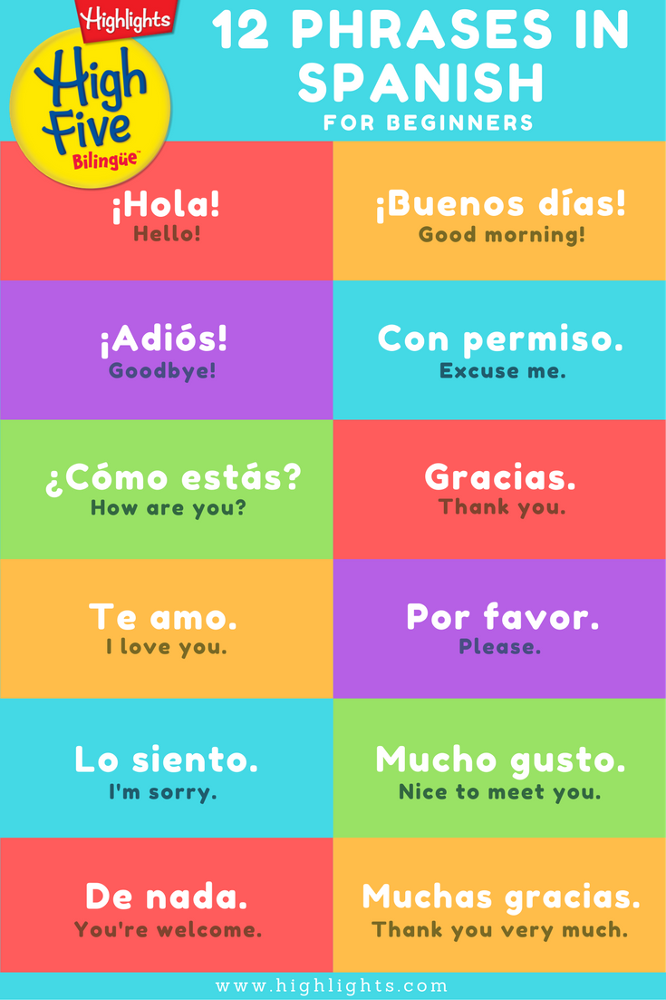 Highlights
High
Five
Bilingüe™
12 PHRASES IN
SPANISH
FOR BEGINNERS
¡Hola!
Hello!
¡Buenos días!
Good morning!
¡Adiós!
Goodbye!
Con permiso.
Excuse me.
¿Cómo estás?
How are you?
Gracias.
Thank you.
Te amo.
I love you.
Por favor.
Please.
Lo siento.
I'm sorry.
Mucho gusto.
Nice to meet you.
De nada.
You're welcome.
Muchas gracias.
Thank you very much.
www.highlights.com